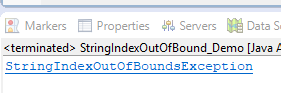 Markers Properties Servers Data S
<terminated> StringIndexOutOfBound_Demo [Java A
StringIndexOutOfBoundsException